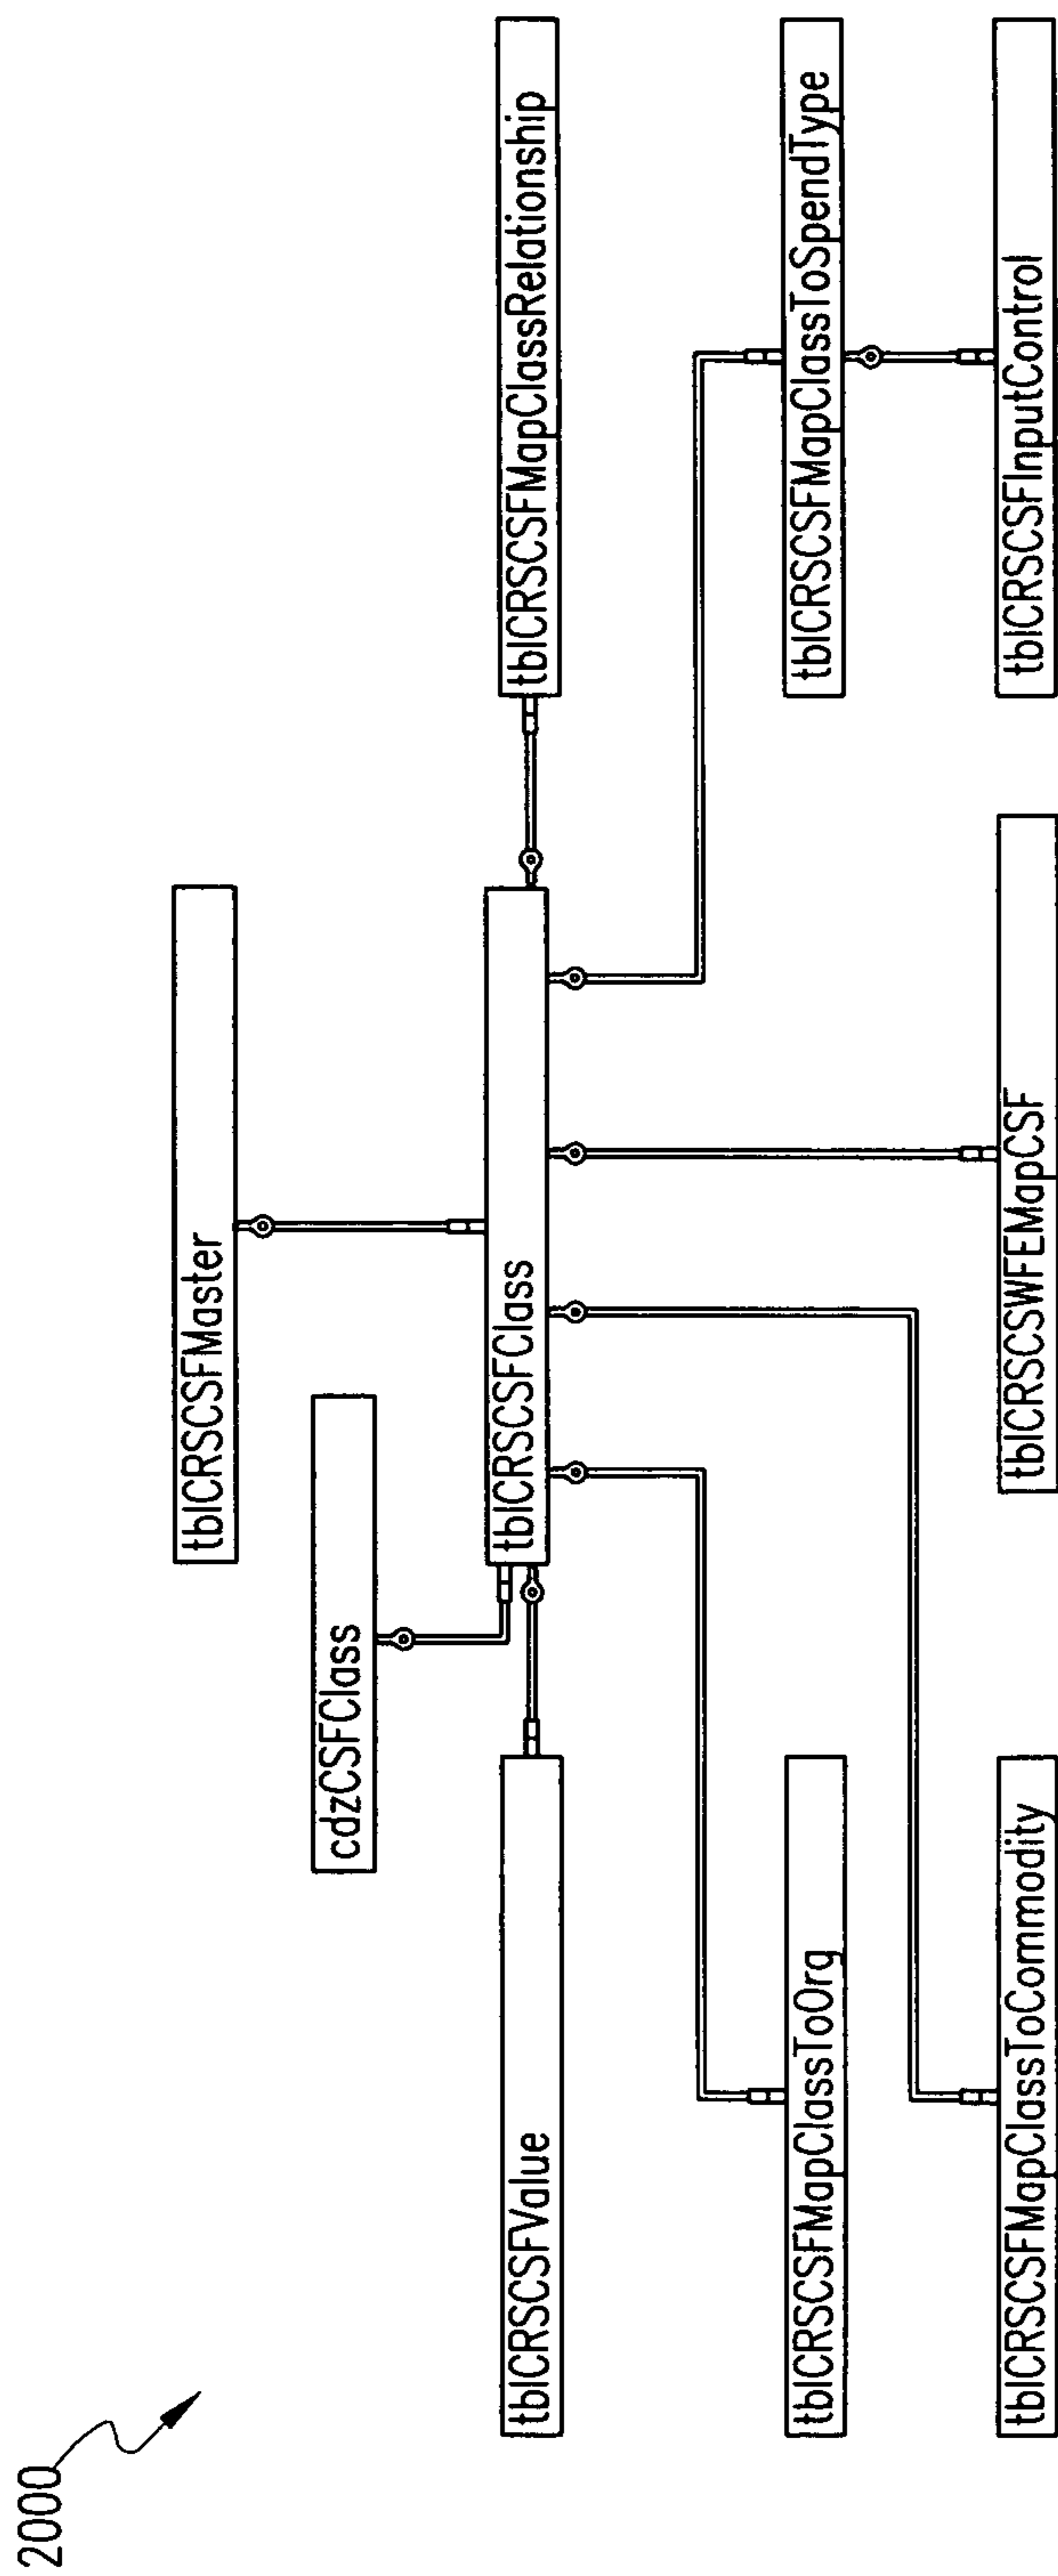 2000
tblCRSCSFMaster
cdzCSFClass
tblCRSCSFValue
tblCRSCSFClass
tblCRSCSFMapClassRelationship
tblCRSCSFMapClassToOrg
tblCRSCSFMapClassToSpendType
tblCRSCSFMapClassToCommodity
tblCRSCSWFEMapCSF
tblCRSCSFInputControl